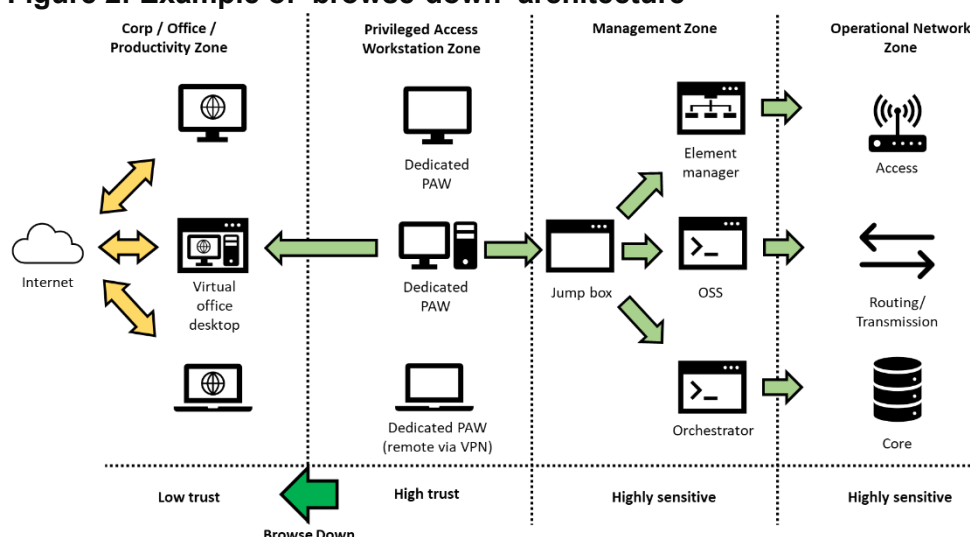 Figure 2: Example of 'browse-down' architecture
Corp / Office /
Productivity Zone
Privileged Access
Workstation Zone
Management Zone
Operational Network
Zone
Internet
Virtual
office
desktop
Dedicated
PAW
Dedicated
PAW
Dedicated PAW
(remote via VPN)
Jump box
Element
manager
>_
OSS
>_
Orchestrator
Access
Routing/
Transmission
Core
Low trust
High trust
Highly sensitive
Highly sensitive
Browse Down